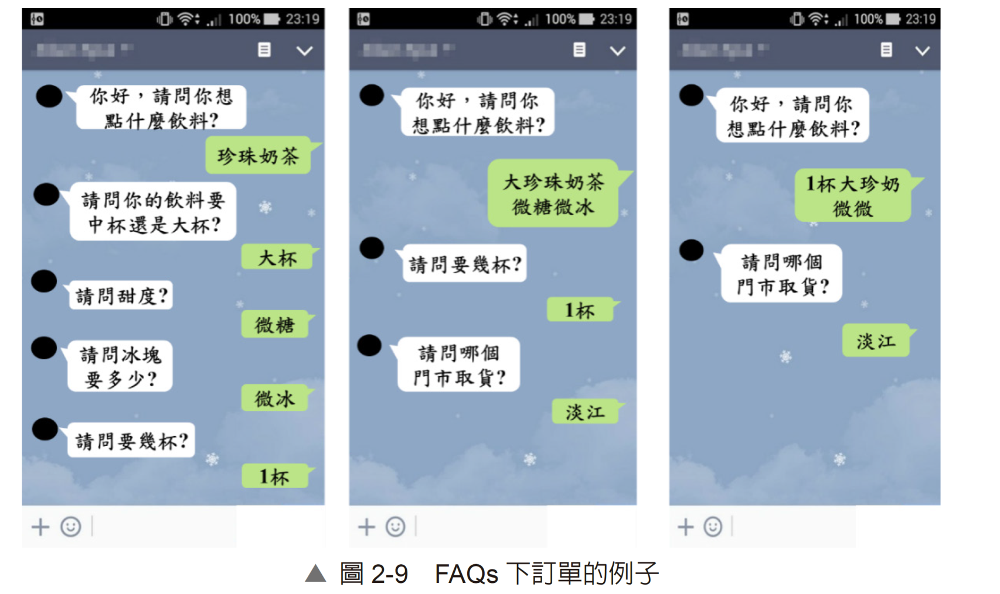 100% 23:19
你好，請問你想
點什麼飲料?
珍珠奶茶
請問你的飲料要
中杯還是大杯?
大杯
請問甜度?
微糖
請問冰塊
要多少?
微冰
請問要幾杯?
1杯
100% 23:19
你好，請問你
想點什麼飲料?
大珍珠奶茶
微糖微冰
請問要幾杯?
1杯
請問哪個
門市取貨?
淡江
100% 23:19
你好，請問你
想點什麼飲料?
1杯大珍奶
微微
請問哪個
門市取貨?
淡江
▲ 圖 2-9 FAQs 下訂單的例子